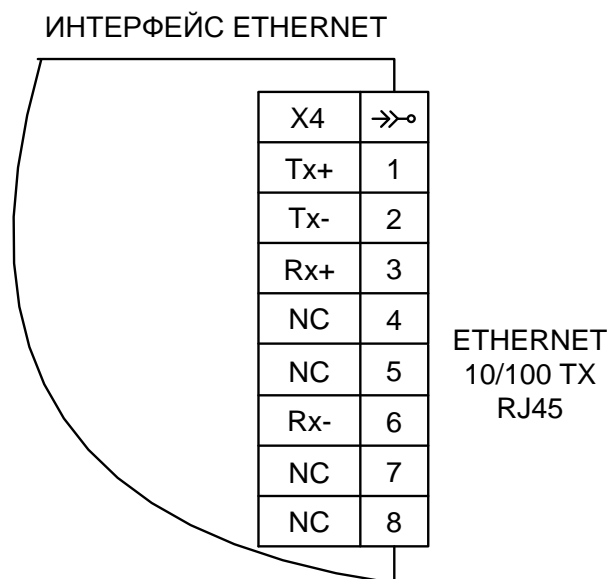 ИНТЕРФЕЙС ETHERNET
X4
Tx+ 1
Tx- 2
Rx+ 3
NC 4
NC 5
Rx- 6
NC 7
NC 8
ETHERNET
10/100 TX
RJ45